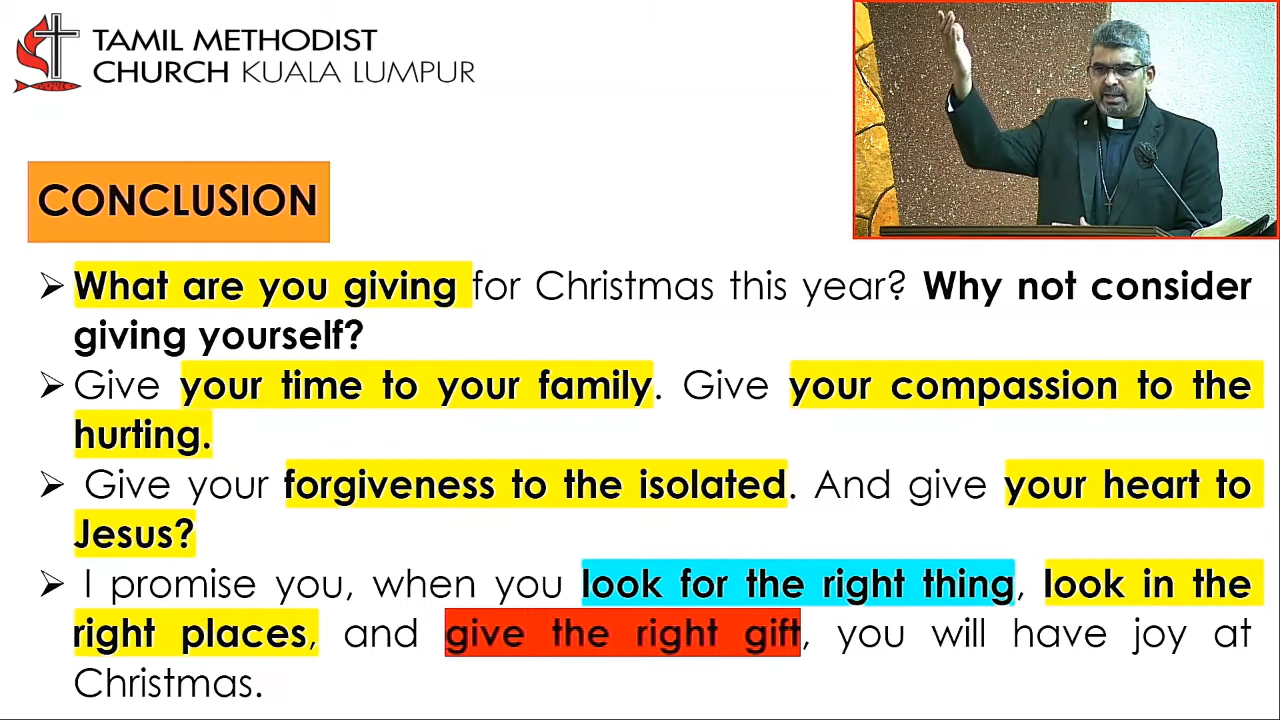 TAMIL METHODIST
CHURCH KUALA LUMPUR
CONCLUSION
What are you giving for Christmas this year? Why not consider
giving yourself?
Give your time to your family. Give your compassion to the
hurting.
Give your forgiveness to the isolated. And give your heart to
Jesus?
I promise you, when you look for the right thing, look in the
right places, and give the right gift, you will have joy at
Christmas.